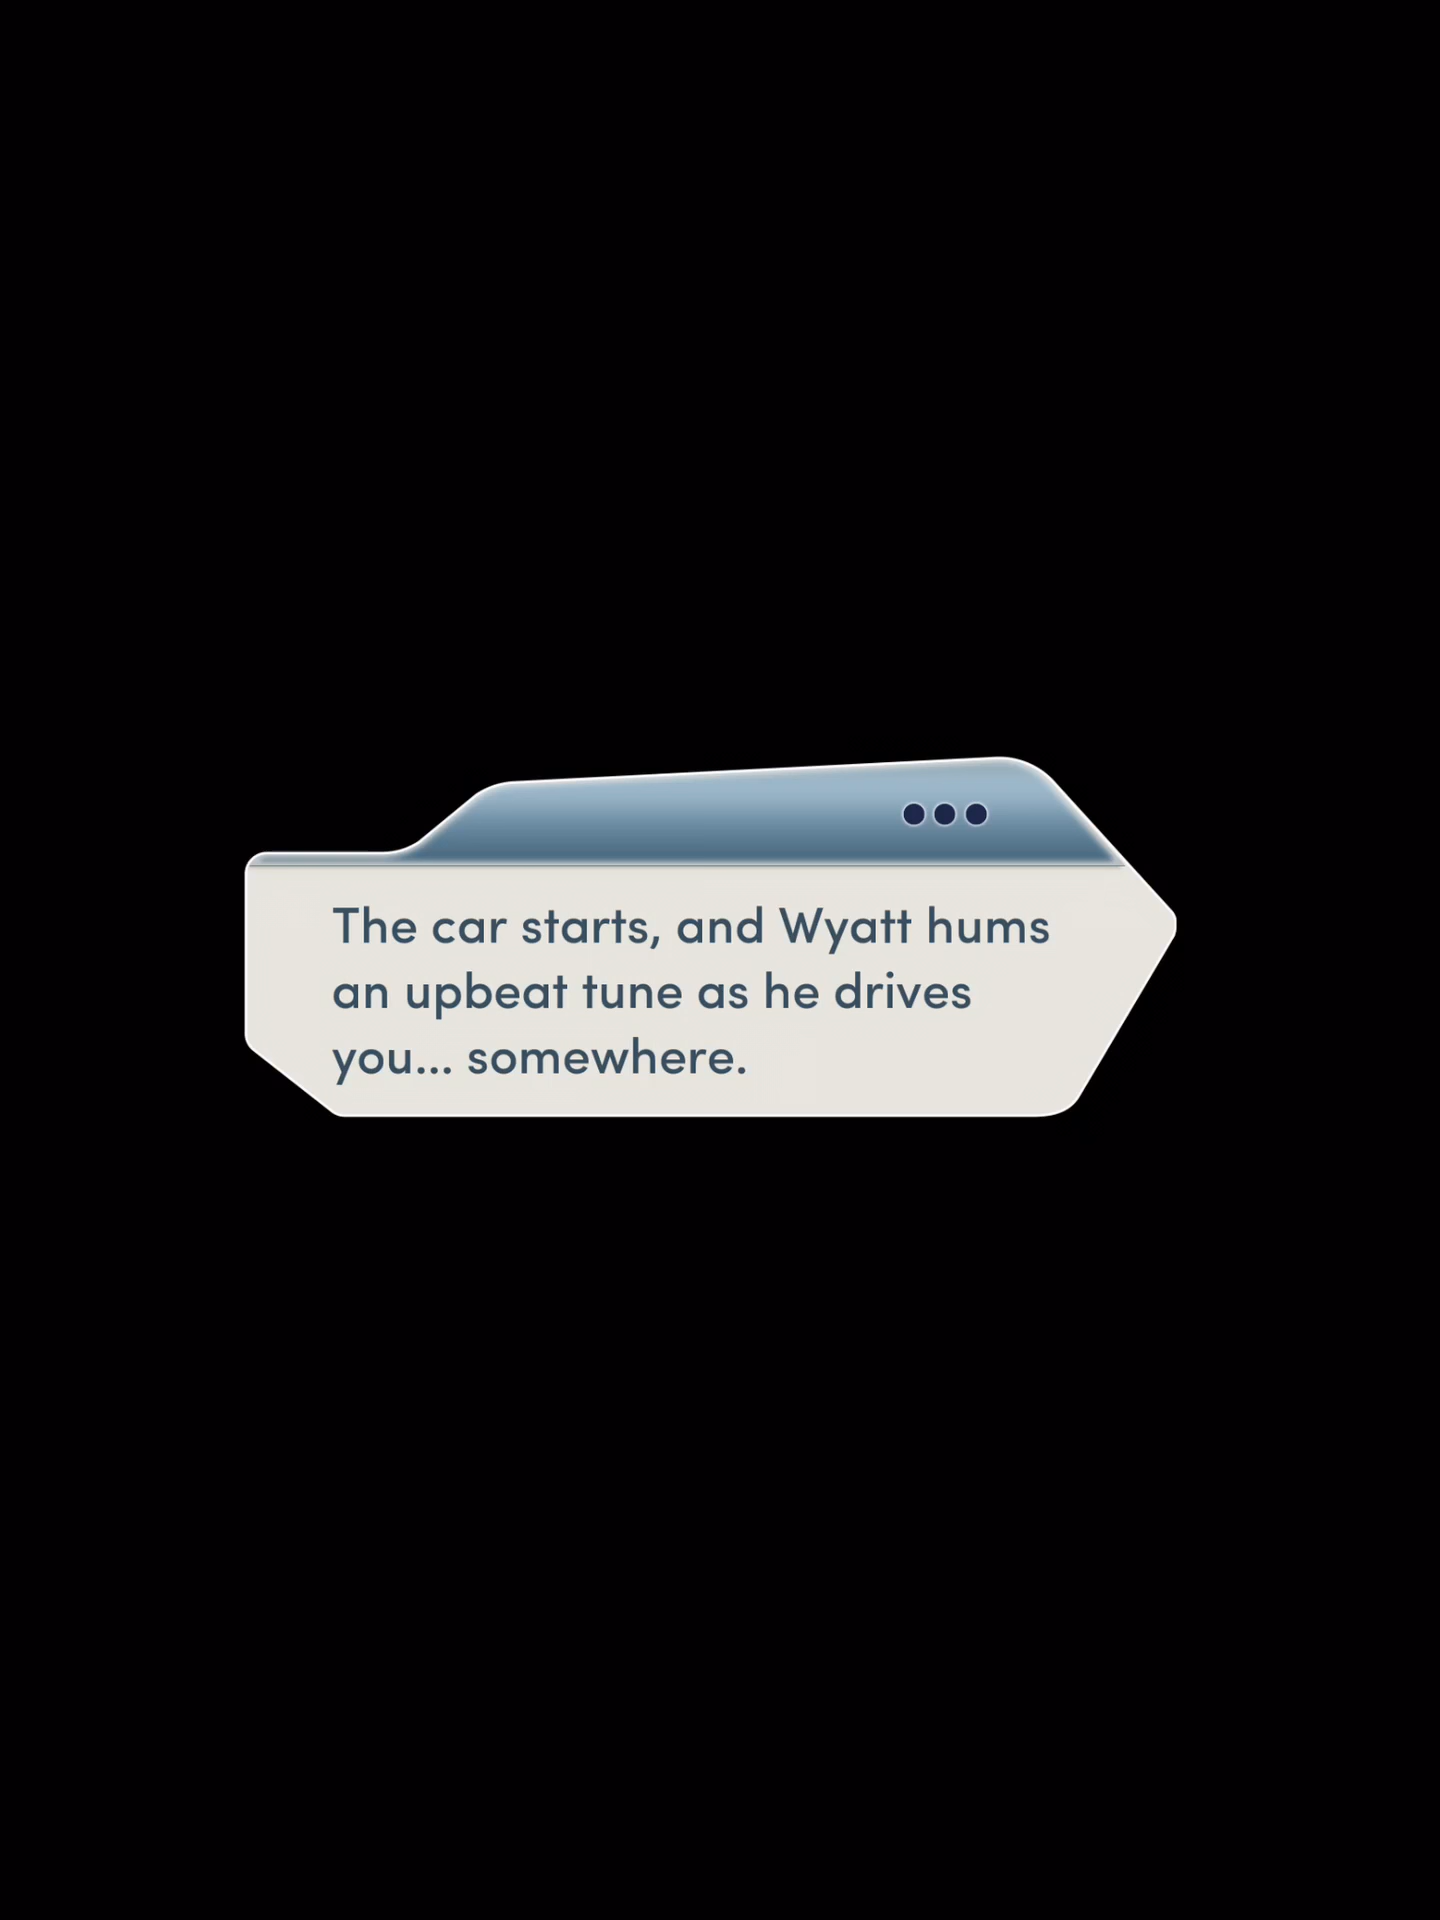 The car starts, and Wyatt hums
an upbeat tune as he drives
you... somewhere.